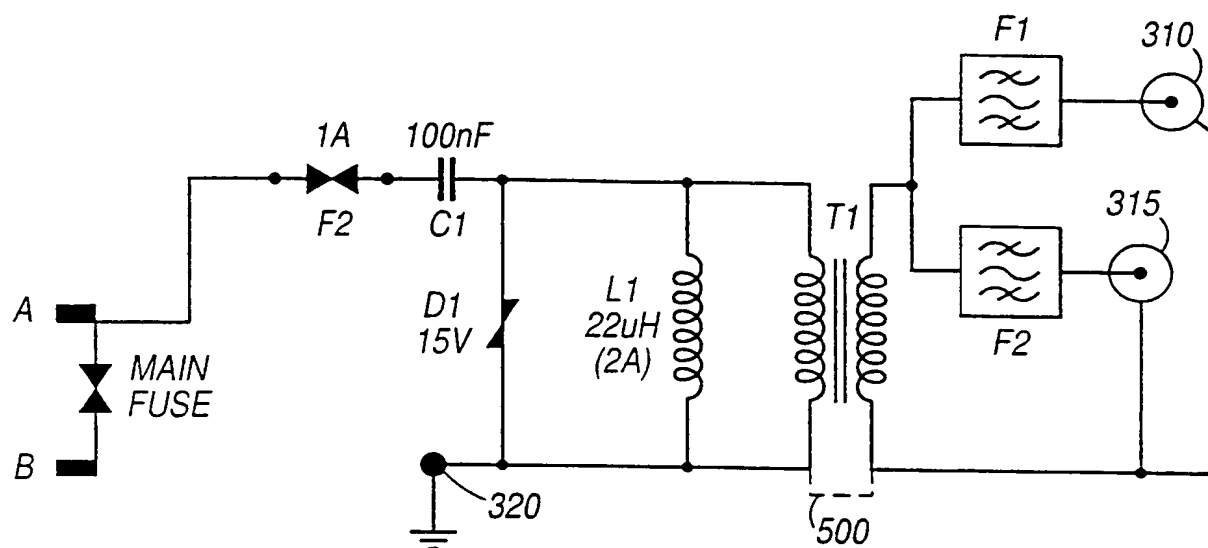 F1
310
1A
100nF
F2
C1
T1
315
A
D1
15V
L1
22uH
(2A)
F2
MAIN
FUSE
B
320
500